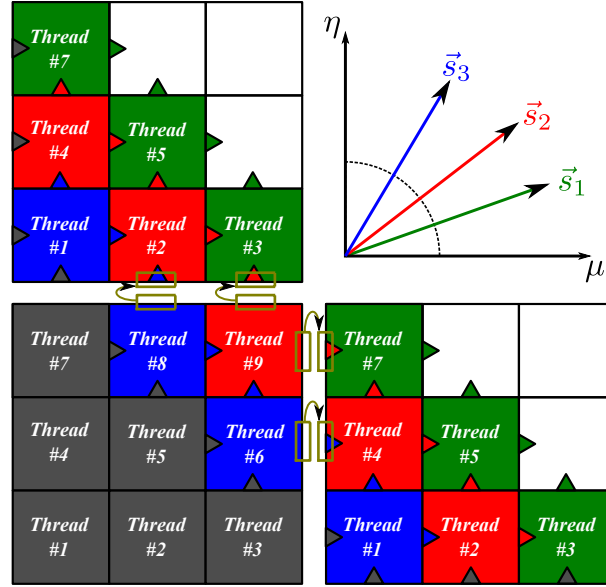 Thread
#7
Thread
#4
Thread
#5
Thread
#1
Thread
#2
Thread
#3
η
s⃗₃
s⃗₂
s⃗₁
μ
Thread
#7
Thread
#8
Thread
#9
Thread
#4
Thread
#5
Thread
#6
Thread
#1
Thread
#2
Thread
#3
Thread
#7
Thread
#4
Thread
#5
Thread
#1
Thread
#2
Thread
#3